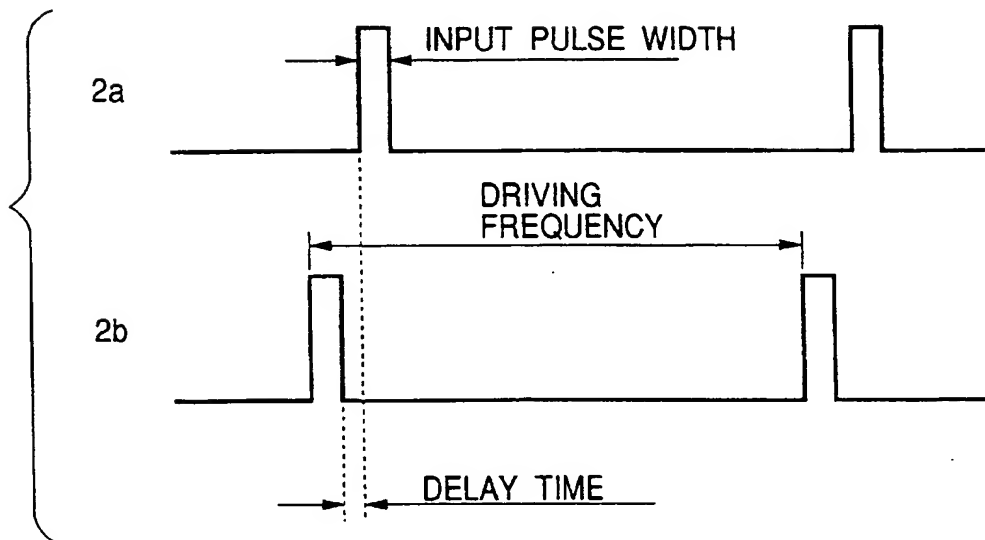 INPUT PULSE WIDTH
2a
DRIVING
FREQUENCY
2b
DELAY TIME